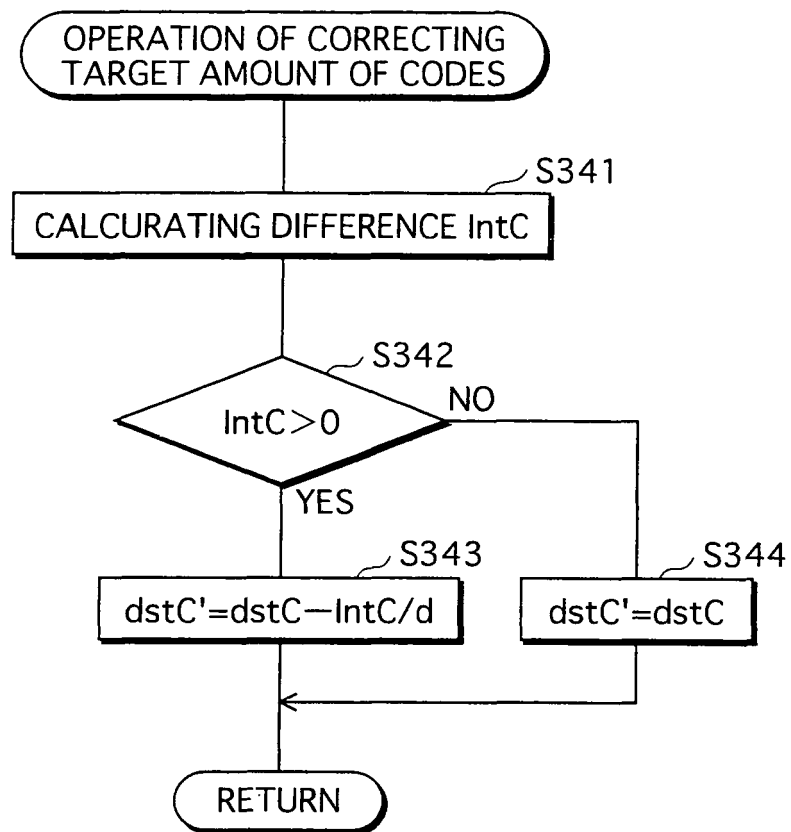 OPERATION OF CORRECTING
TARGET AMOUNT OF CODES
S341
CALCURATING DIFFERENCE IntC
S342
IntC>0
NO
YES
S343
dstC'=dstC−IntC/d
S344
dstC'=dstC
RETURN